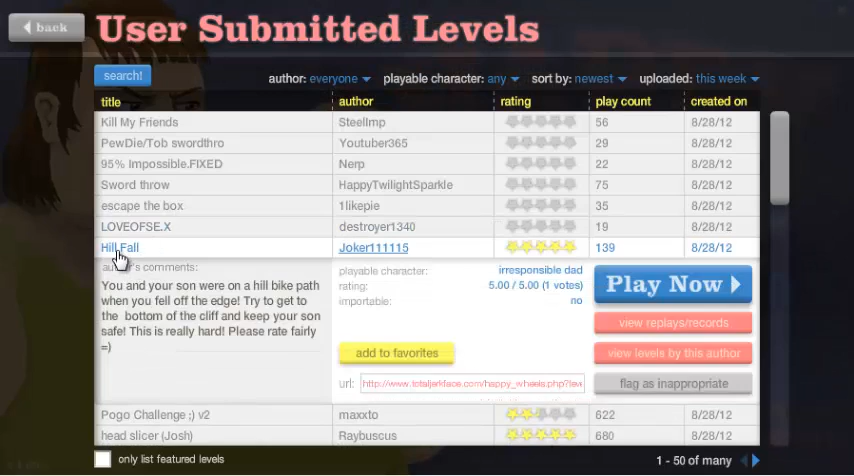 back
User Submitted Levels
search!
author: everyone playable character: any sort by: newest uploaded: this week
title author rating play count created on
Kill My Friends SteelImp 56 8/28/12
PewDie/Tob swordthro Youtuber365 29 8/28/12
95% Impossible.FIXED Nerp 22 8/28/12
Sword throw HappyTwilightSparkle 75 8/28/12
escape the box 1likepie 35 8/28/12
LOVEOFSE.X destroyer1340 19 8/28/12
Hill Fall Joker111115 139 8/28/12
author's comments:
You and your son were on a hill bike path
when you fell off the edge! Try to get to
the bottom of the cliff and keep your son
safe! This is really hard! Please rate fairly
=)
playable character: irresponsible dad
rating: 5.00 / 5.00 (1 votes)
importable: no
add to favorites
url: http://www.totaljerkface.com/happy_wheels.php?leve
Play Now
view replays/records
view levels by this author
flag as inappropriate
Pogo Challenge ;) v2 maxxto 622 8/28/12
head slicer (Josh) Raybuscus 680 8/28/12
only list featured levels
1 - 50 of many